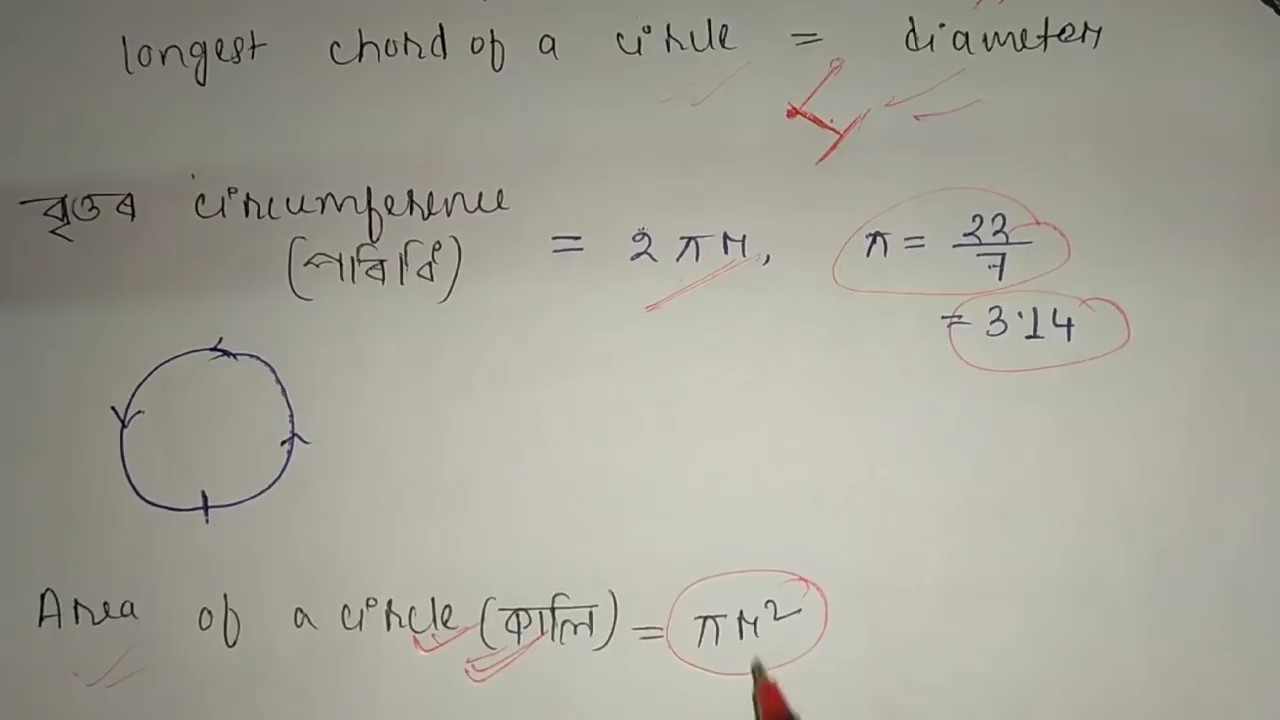 longest chord of a circle = diameter
বৃত্তৰ circumference
(পৰিধি) = 2πr, π = 22/7
= 3.14
Area of a circle (কালি) = πr²